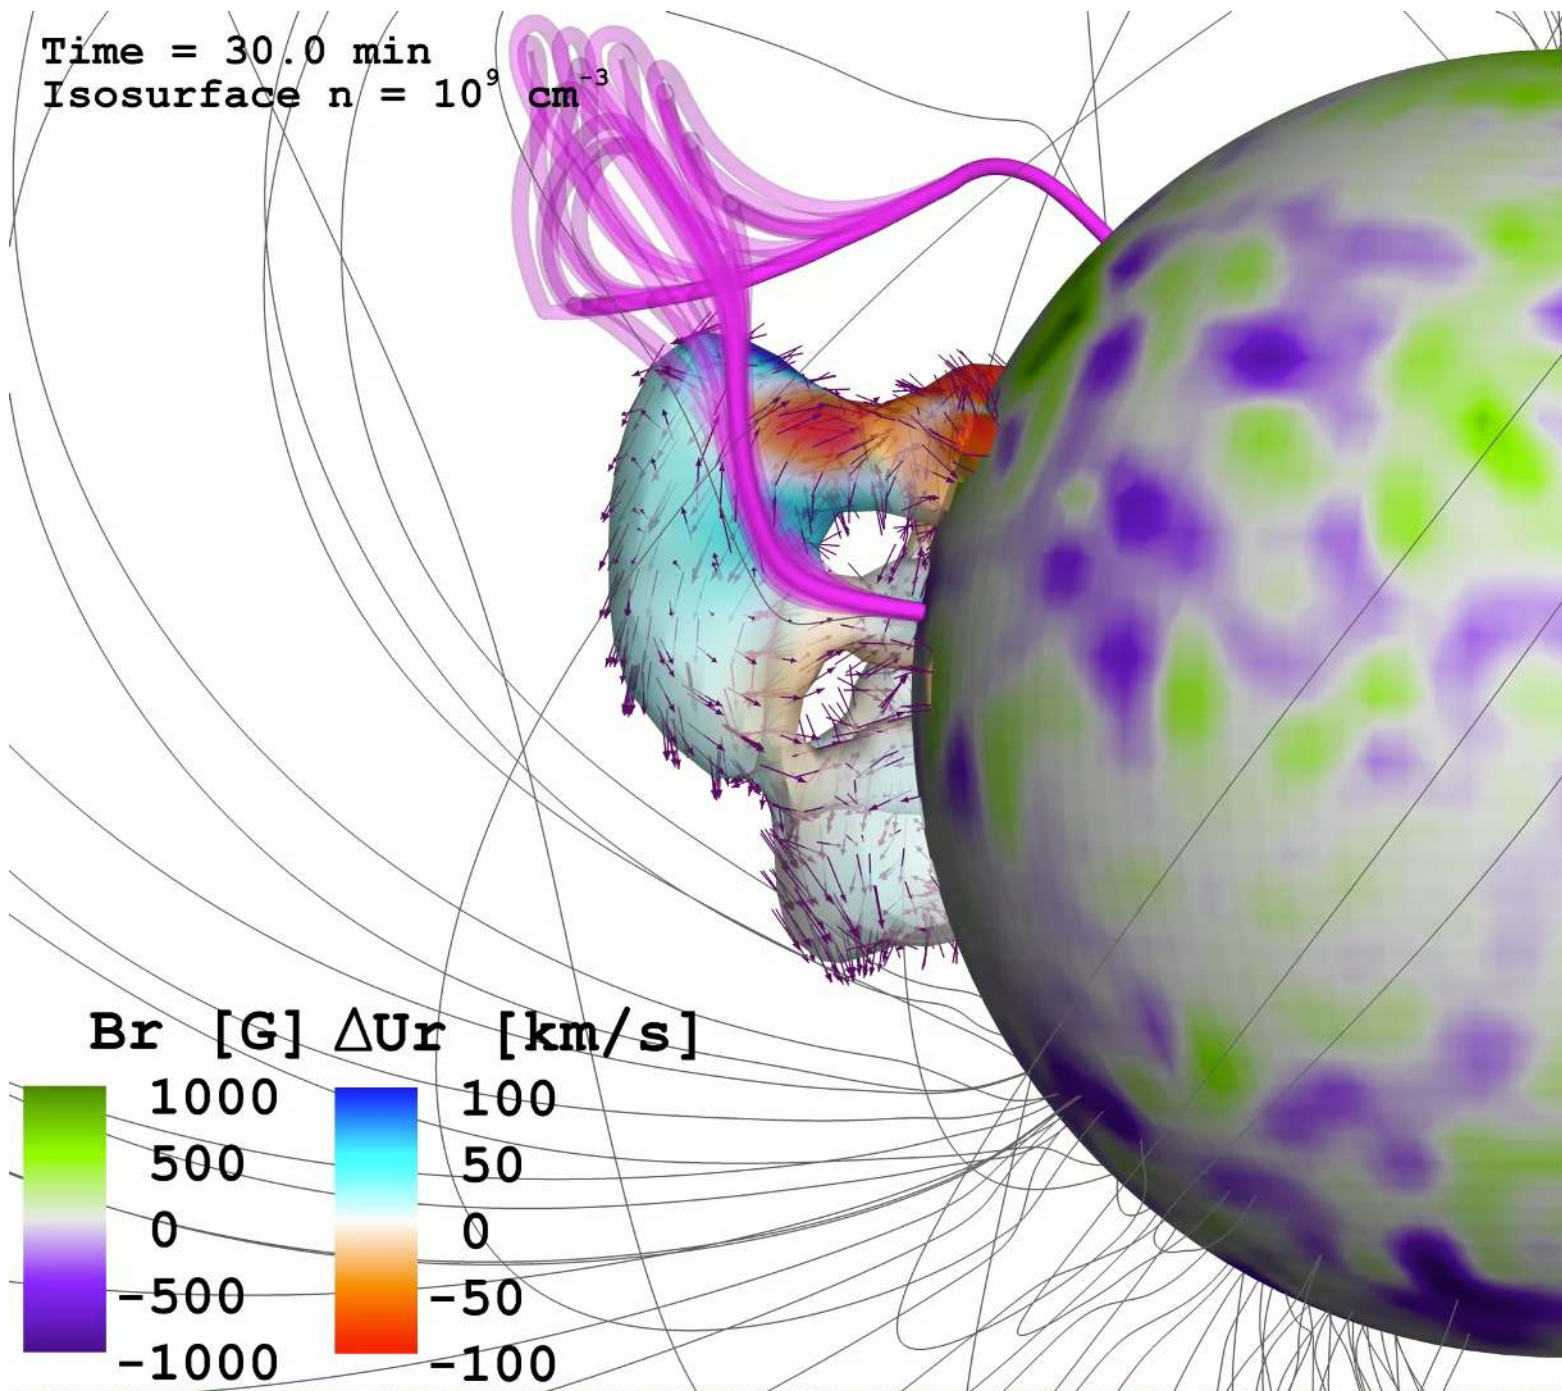 Time = 30.0 min
Isosurface n = 10⁹ cm⁻³
Br [G] ΔUr [km/s]
1000 100
500 50
0 0
-500 -50
-1000 -100